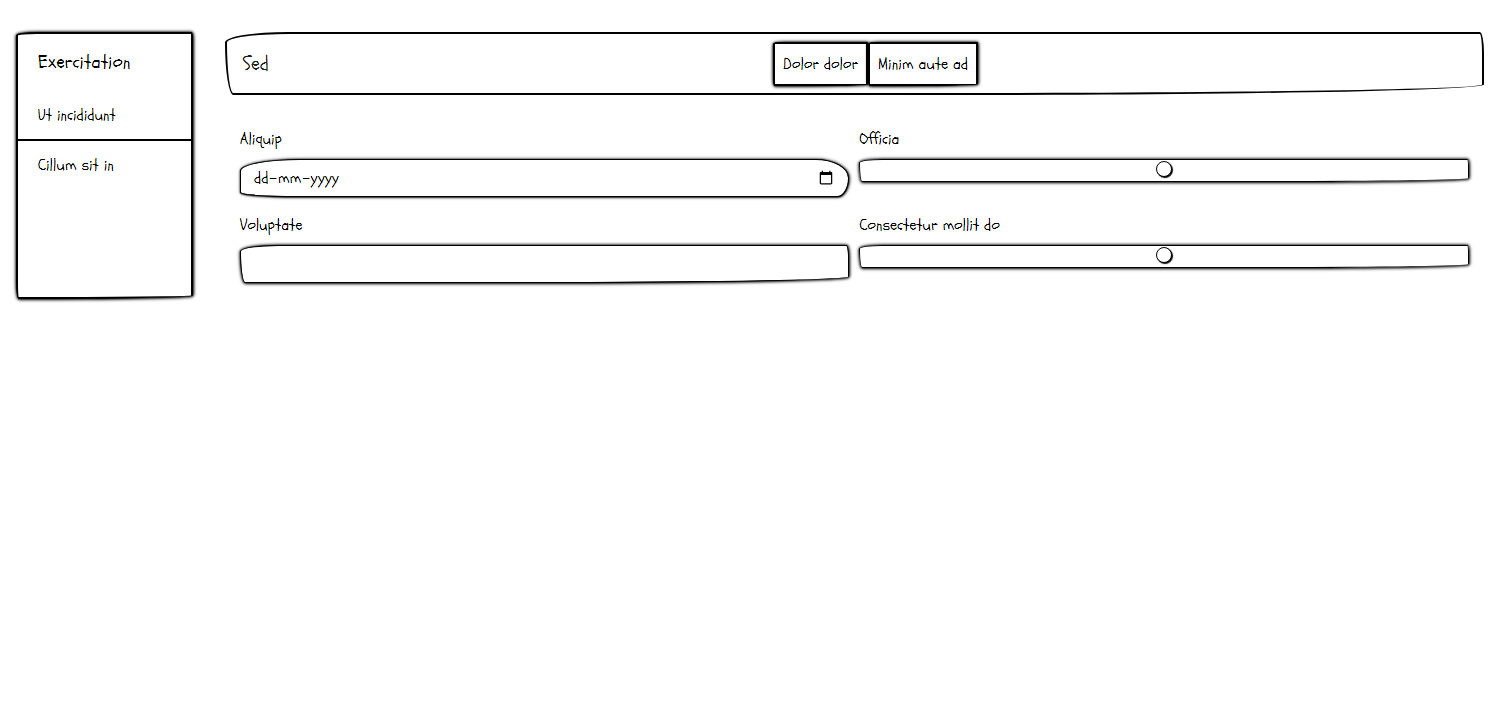 Exercitation
Ut incididunt
Cillum sit in
Sed
Dolor dolor
Minim aute ad
Aliquip
dd-mm-yyyy
Officia
Voluptate
Consectetur mollit do